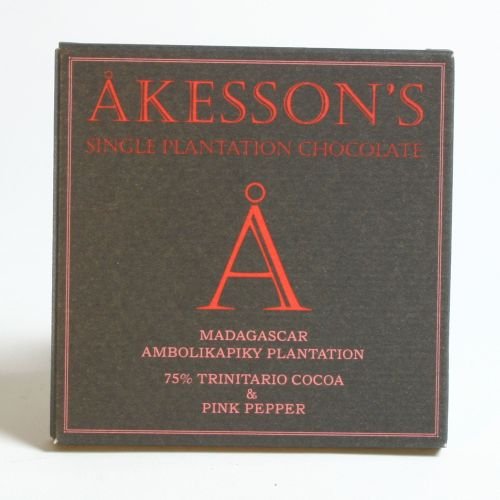 ÅKESSON'S
SINGLE PLANTATION CHOCOLATE
Å
MADAGASCAR
AMBOLIKAPIKY PLANTATION
75% TRINITARIO COCOA
&
PINK PEPPER